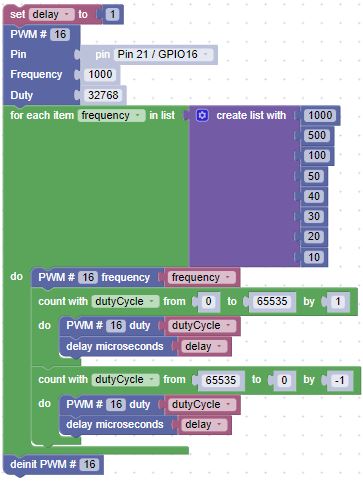 set delay to 1
PWM # 16
Pin pin Pin 21 / GPIO16
Frequency 1000
Duty 32768
for each item frequency in list create list with 1000
500
100
50
40
30
20
10
do PWM # 16 frequency frequency
count with dutyCycle from 0 to 65535 by 1
do PWM # 16 duty dutyCycle
delay microseconds delay
count with dutyCycle from 65535 to 0 by -1
do PWM # 16 duty dutyCycle
delay microseconds delay
deinit PWM # 16